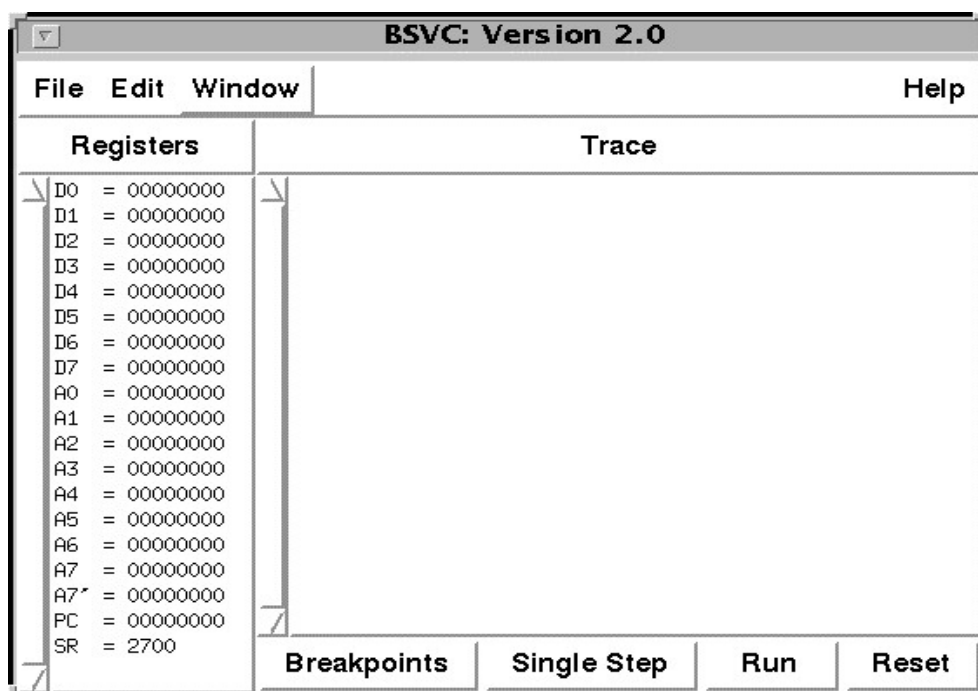 BSVC: Version 2.0
File Edit Window Help
Registers
Trace
D0 = 00000000
D1 = 00000000
D2 = 00000000
D3 = 00000000
D4 = 00000000
D5 = 00000000
D6 = 00000000
D7 = 00000000
A0 = 00000000
A1 = 00000000
A2 = 00000000
A3 = 00000000
A4 = 00000000
A5 = 00000000
A6 = 00000000
A7 = 00000000
A7' = 00000000
PC = 00000000
SR = 2700
Breakpoints Single Step Run Reset